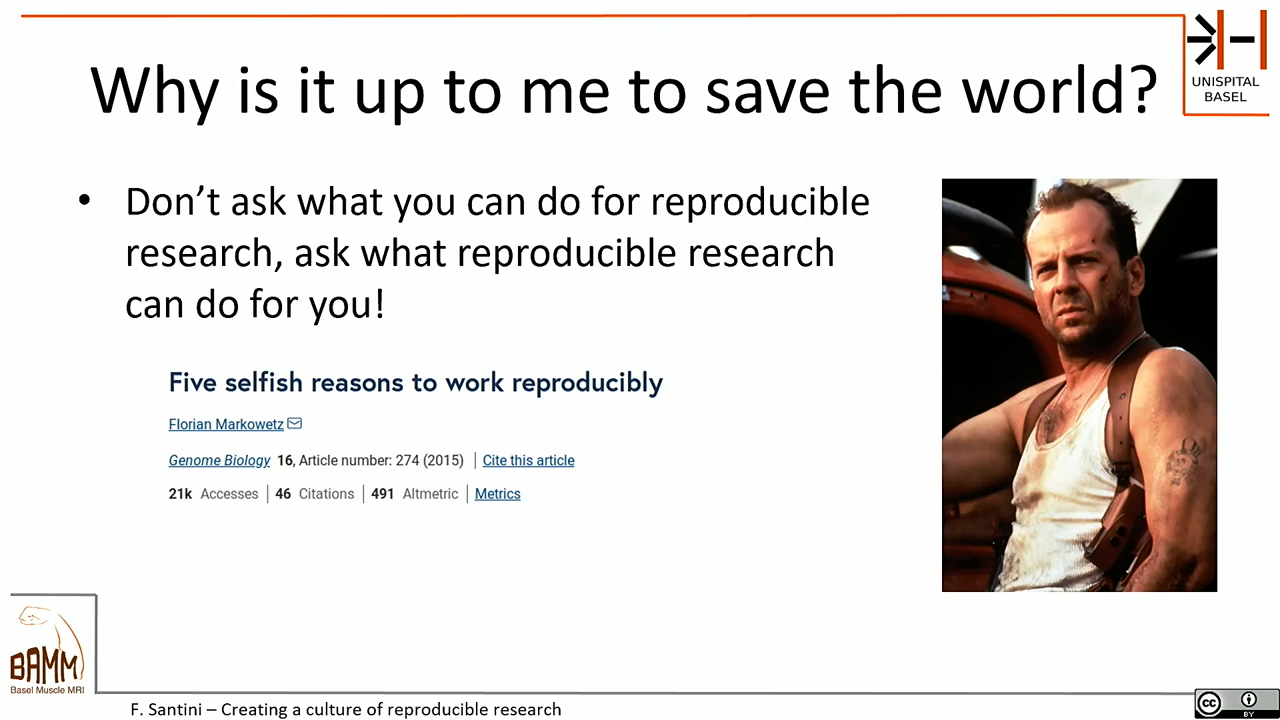 Why is it up to me to save the world?
UNISPITAL
BASEL
• Don’t ask what you can do for reproducible
research, ask what reproducible research
can do for you!
Five selfish reasons to work reproducibly
Florian Markowetz
Genome Biology 16, Article number: 274 (2015) | Cite this article
21k Accesses | 46 Citations | 491 Altmetric | Metrics
BAMM
Basel Muscle MRI
F. Santini – Creating a culture of reproducible research
cc
BY